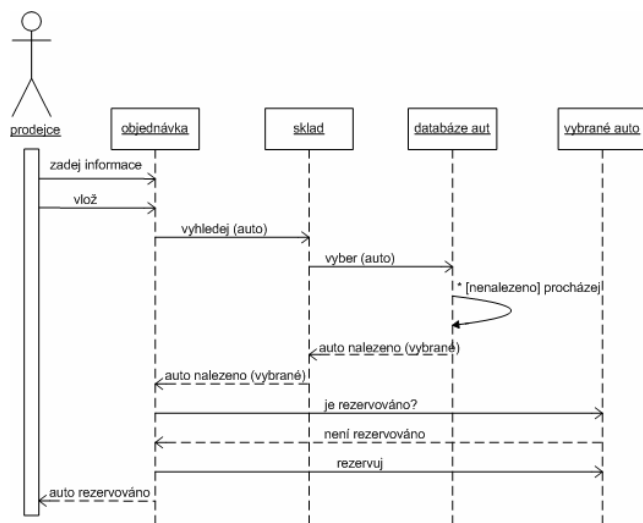 prodejce
objednávka
sklad
databáze aut
vybrané auto
zadej informace
vlož
vyhledej (auto)
vyber (auto)
* [nenalezeno] procházej
auto nalezeno (vybrané)
auto nalezeno (vybrané)
je rezervováno?
není rezervováno
rezervuj
auto rezervováno